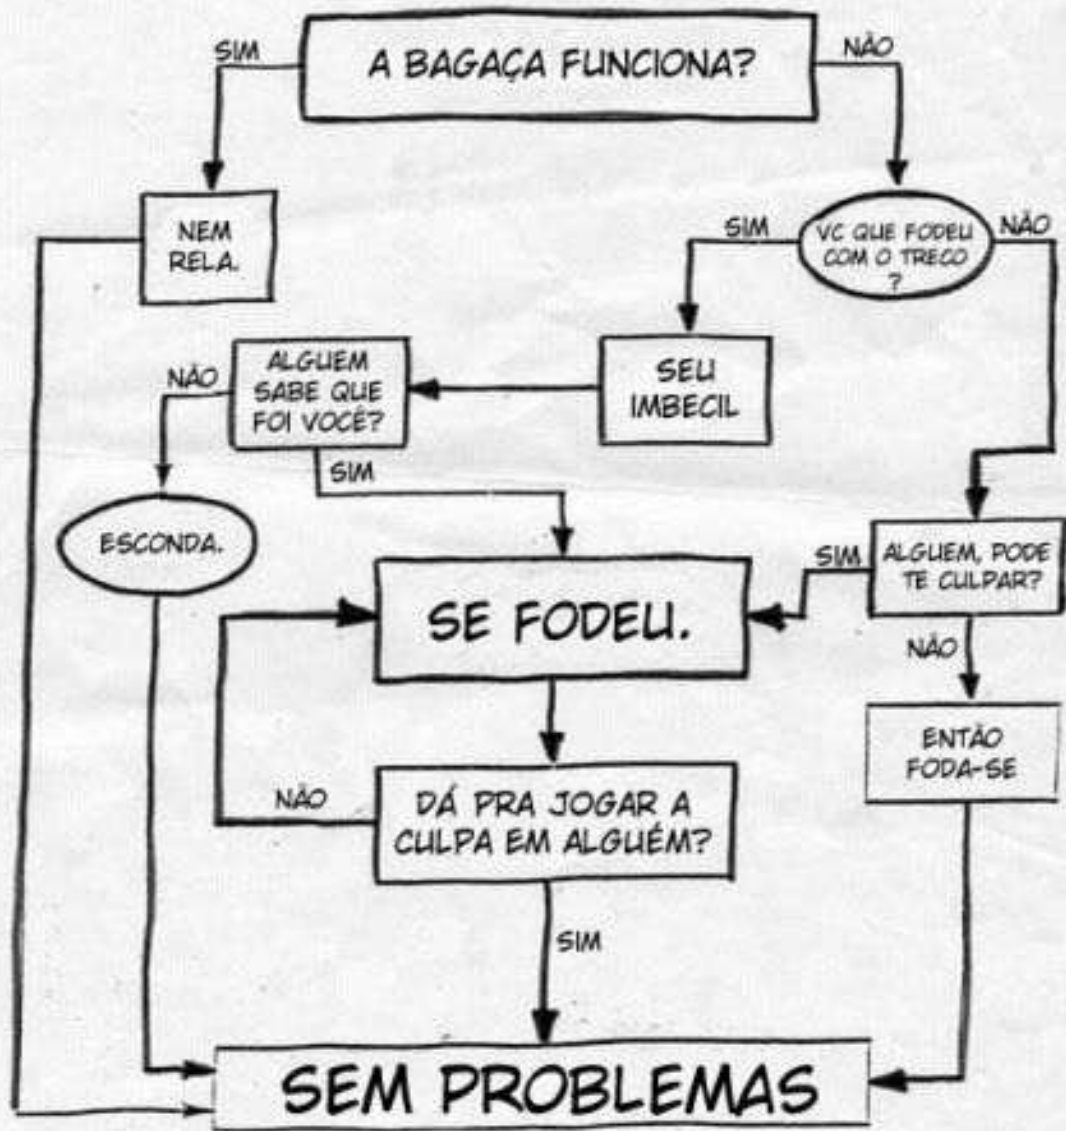 A BAGAÇA FUNCIONA?
SIM
NÃO
NEM
RELA.
VC QUE FODEU
COM O TRECO
?
SIM
NÃO
SEU
IMBECIL
ALGUEM
SABE QUE
FOI VOCÊ?
NÃO
SIM
ESCONDA.
ALGUEM, PODE
TE CULPAR?
SIM
NÃO
SE FODEU.
ENTÃO
FODA-SE
DÁ PRA JOGAR A
CULPA EM ALGUÉM?
NÃO
SIM
SEM PROBLEMAS